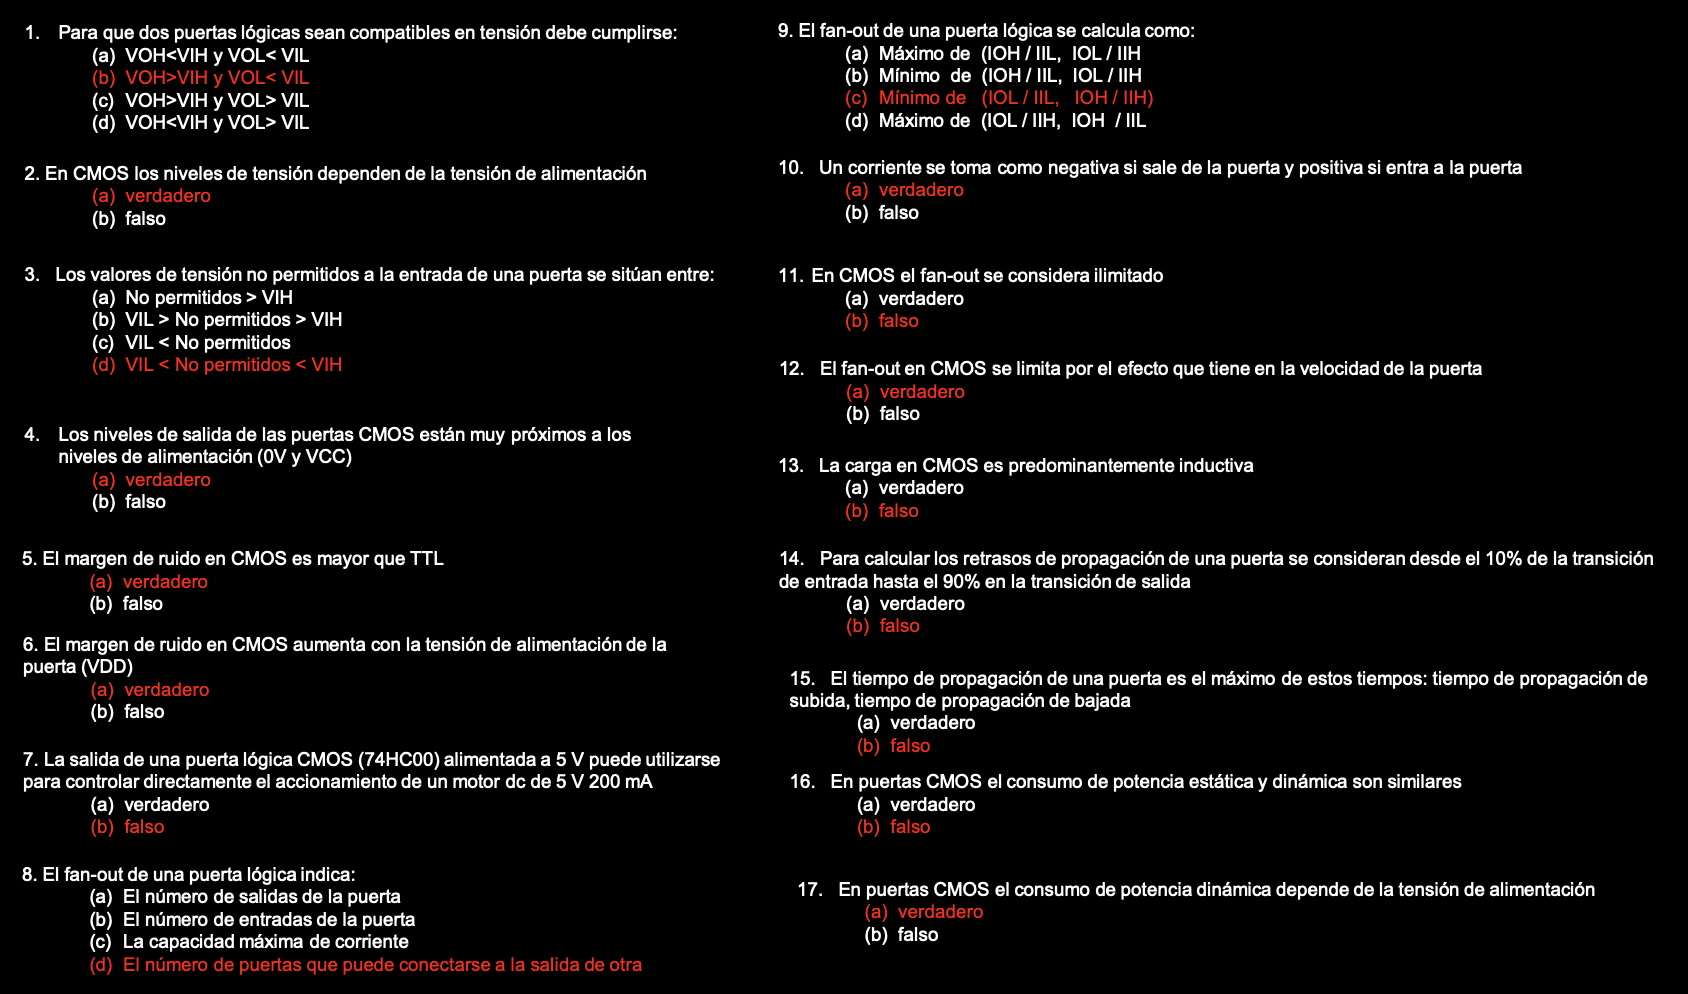 1. Para que dos puertas lógicas sean compatibles en tensión debe cumplirse:
(a) VOH<VIH y VOL< VIL
(b) VOH>VIH y VOL< VIL
(c) VOH>VIH y VOL> VIL
(d) VOH<VIH y VOL> VIL
2. En CMOS los niveles de tensión dependen de la tensión de alimentación
(a) verdadero
(b) falso
3. Los valores de tensión no permitidos a la entrada de una puerta se sitúan entre:
(a) No permitidos > VIH
(b) VIL > No permitidos > VIH
(c) VIL < No permitidos
(d) VIL < No permitidos < VIH
4. Los niveles de salida de las puertas CMOS están muy próximos a los
niveles de alimentación (0V y VCC)
(a) verdadero
(b) falso
5. El margen de ruido en CMOS es mayor que TTL
(a) verdadero
(b) falso
6. El margen de ruido en CMOS aumenta con la tensión de alimentación de la
puerta (VDD)
(a) verdadero
(b) falso
7. La salida de una puerta lógica CMOS (74HC00) alimentada a 5 V puede utilizarse
para controlar directamente el accionamiento de un motor dc de 5 V 200 mA
(a) verdadero
(b) falso
8. El fan-out de una puerta lógica indica:
(a) El número de salidas de la puerta
(b) El número de entradas de la puerta
(c) La capacidad máxima de corriente
(d) El número de puertas que puede conectarse a la salida de otra
9. El fan-out de una puerta lógica se calcula como:
(a) Máximo de (IOH / IIL, IOL / IIH
(b) Mínimo de (IOH / IIL, IOL / IIH
(c) Mínimo de (IOL / IIL, IOH / IIH)
(d) Máximo de (IOL / IIH, IOH / IIL
10. Un corriente se toma como negativa si sale de la puerta y positiva si entra a la puerta
(a) verdadero
(b) falso
11. En CMOS el fan-out se considera ilimitado
(a) verdadero
(b) falso
12. El fan-out en CMOS se limita por el efecto que tiene en la velocidad de la puerta
(a) verdadero
(b) falso
13. La carga en CMOS es predominantemente inductiva
(a) verdadero
(b) falso
14. Para calcular los retrasos de propagación de una puerta se consideran desde el 10% de la transición
de entrada hasta el 90% en la transición de salida
(a) verdadero
(b) falso
15. El tiempo de propagación de una puerta es el máximo de estos tiempos: tiempo de propagación de
subida, tiempo de propagación de bajada
(a) verdadero
(b) falso
16. En puertas CMOS el consumo de potencia estática y dinámica son similares
(a) verdadero
(b) falso
17. En puertas CMOS el consumo de potencia dinámica depende de la tensión de alimentación
(a) verdadero
(b) falso